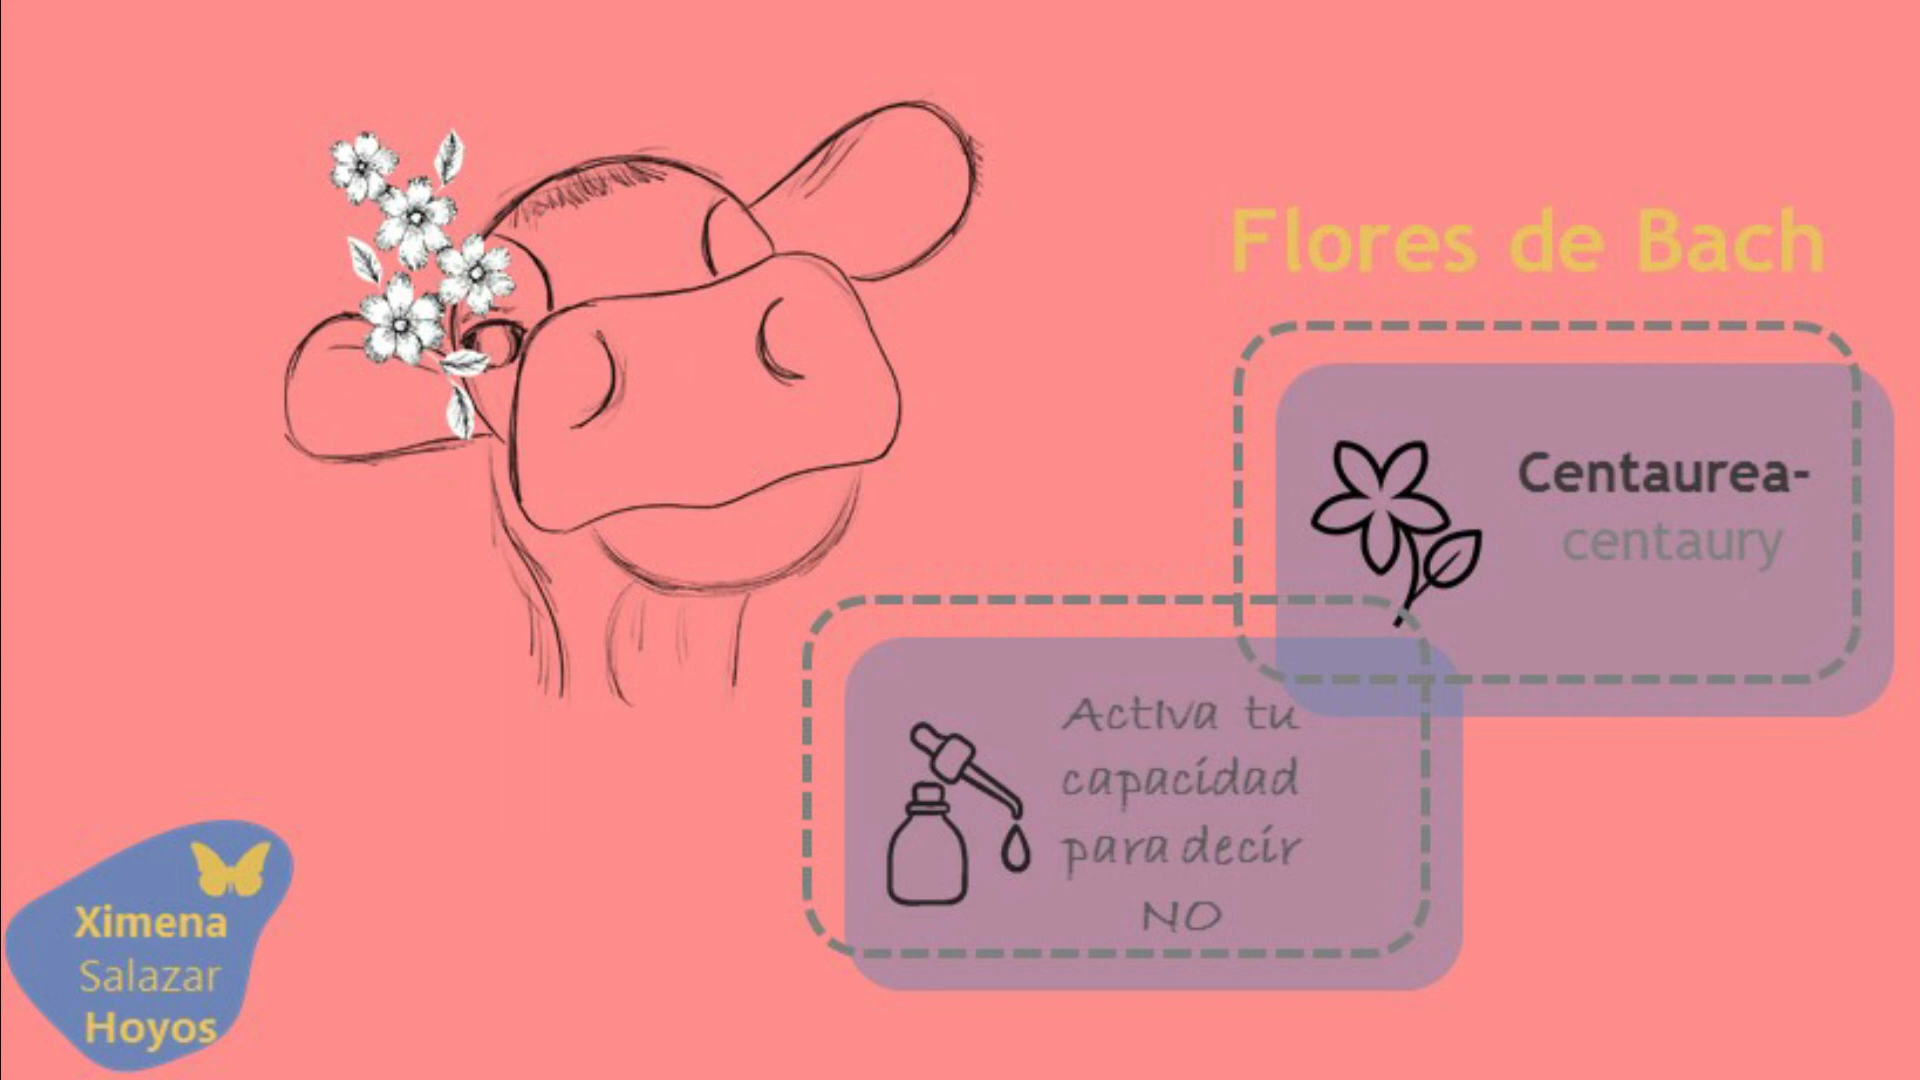 Flores de Bach
Centaurea-
centaury
Activa tu
capacidad
para decir
NO
Ximena
Salazar
Hoyos